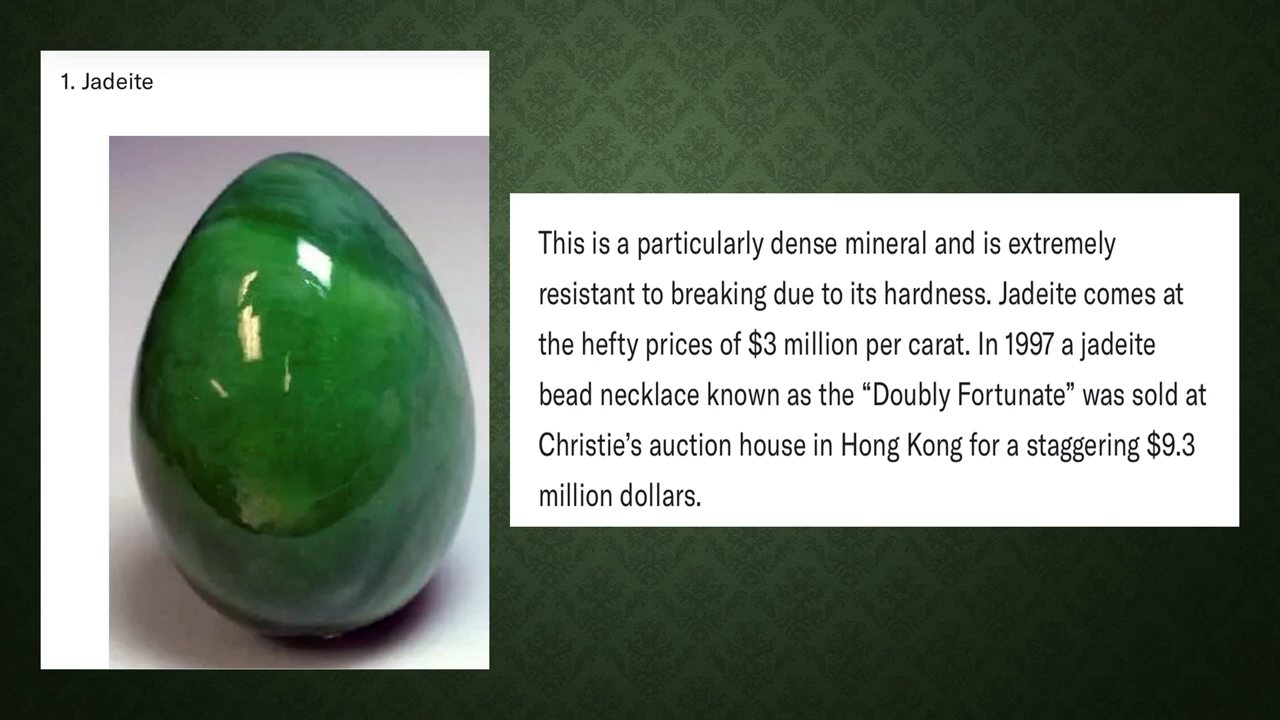 1. Jadeite
This is a particularly dense mineral and is extremely
resistant to breaking due to its hardness. Jadeite comes at
the hefty prices of $3 million per carat. In 1997 a jadeite
bead necklace known as the “Doubly Fortunate” was sold at
Christie’s auction house in Hong Kong for a staggering $9.3
million dollars.